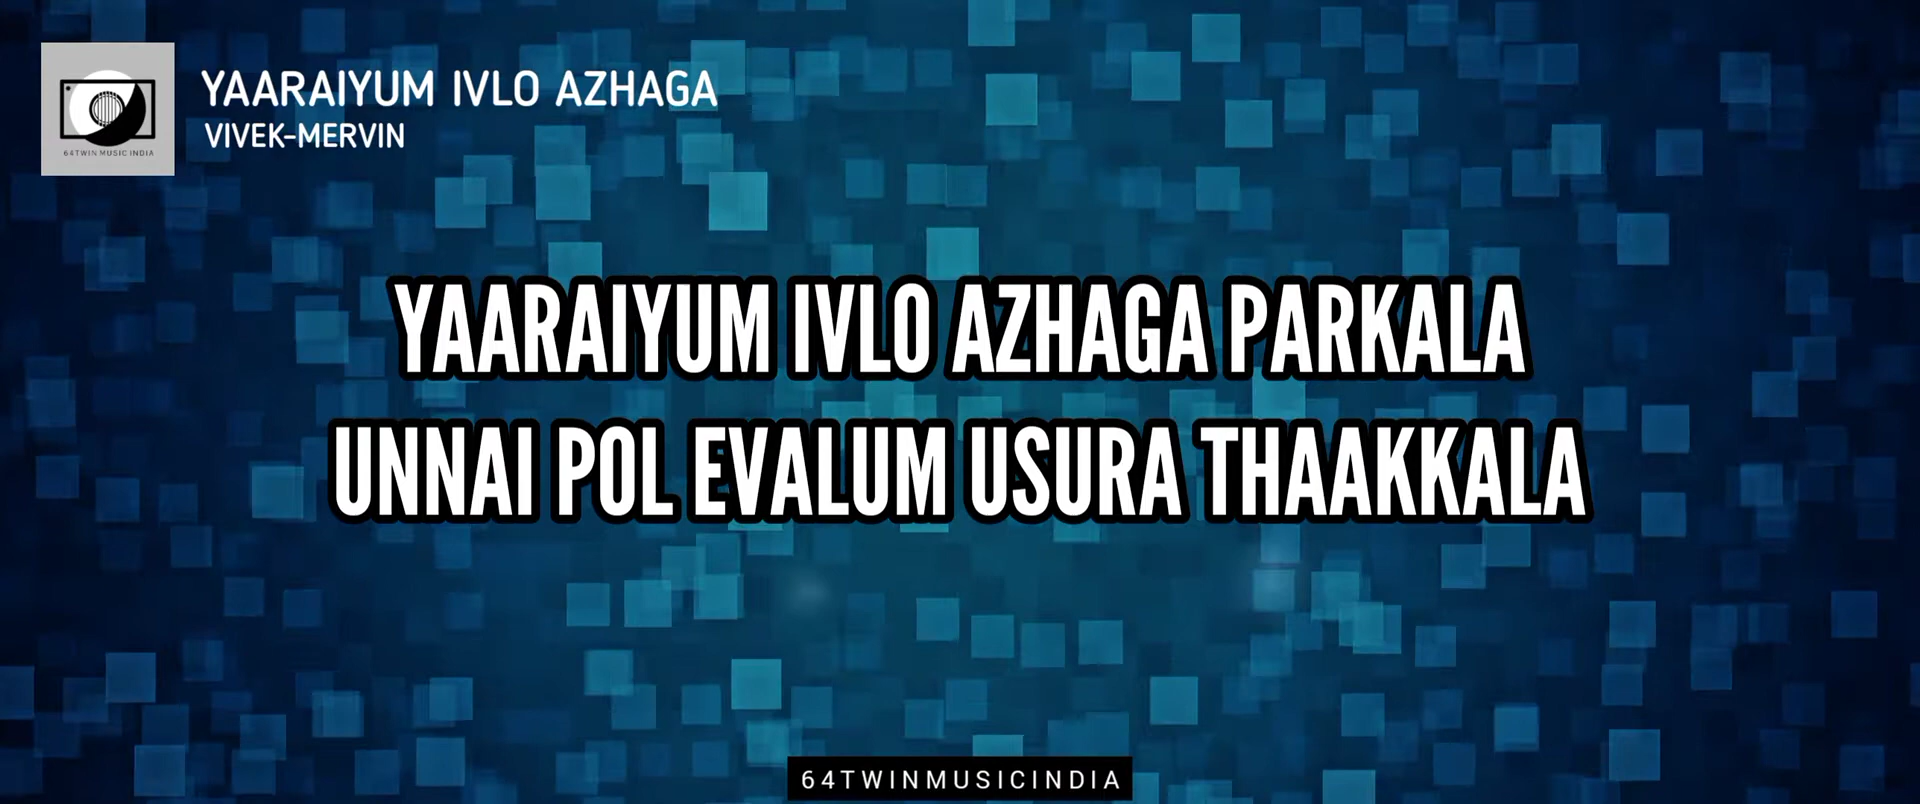 64TWIN MUSIC INDIA
YAARAIYUM IVLO AZHAGA
VIVEK-MERVIN
YAARAIYUM IVLO AZHAGA PARKALA
UNNAI POL EVALUM USURA THAAKKALA
64TWINMUSICINDIA